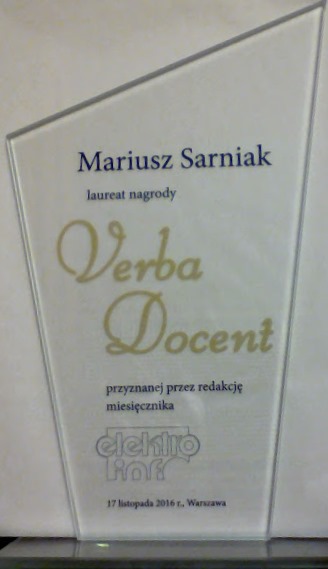 Mariusz Sarniak
laureat nagrody
Verba
Docent
przyznanej przez redakcję
miesięcznika
elektro
info
17 listopada 2016 r., Warszawa